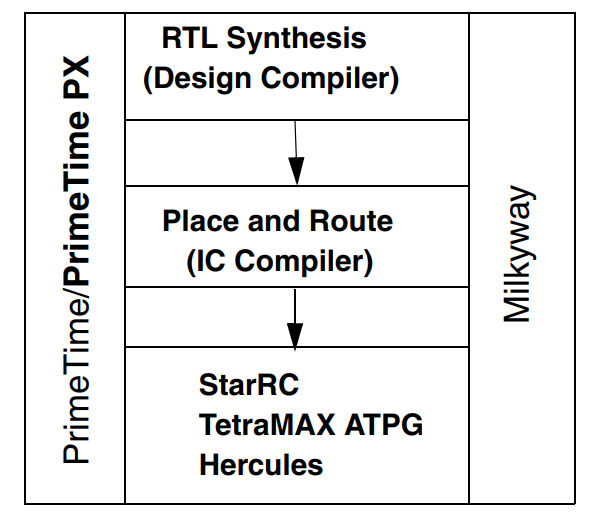 PrimeTime/PrimeTime PX
RTL Synthesis
(Design Compiler)
Place and Route
(IC Compiler)
StarRC
TetraMAX ATPG
Hercules
Milkyway